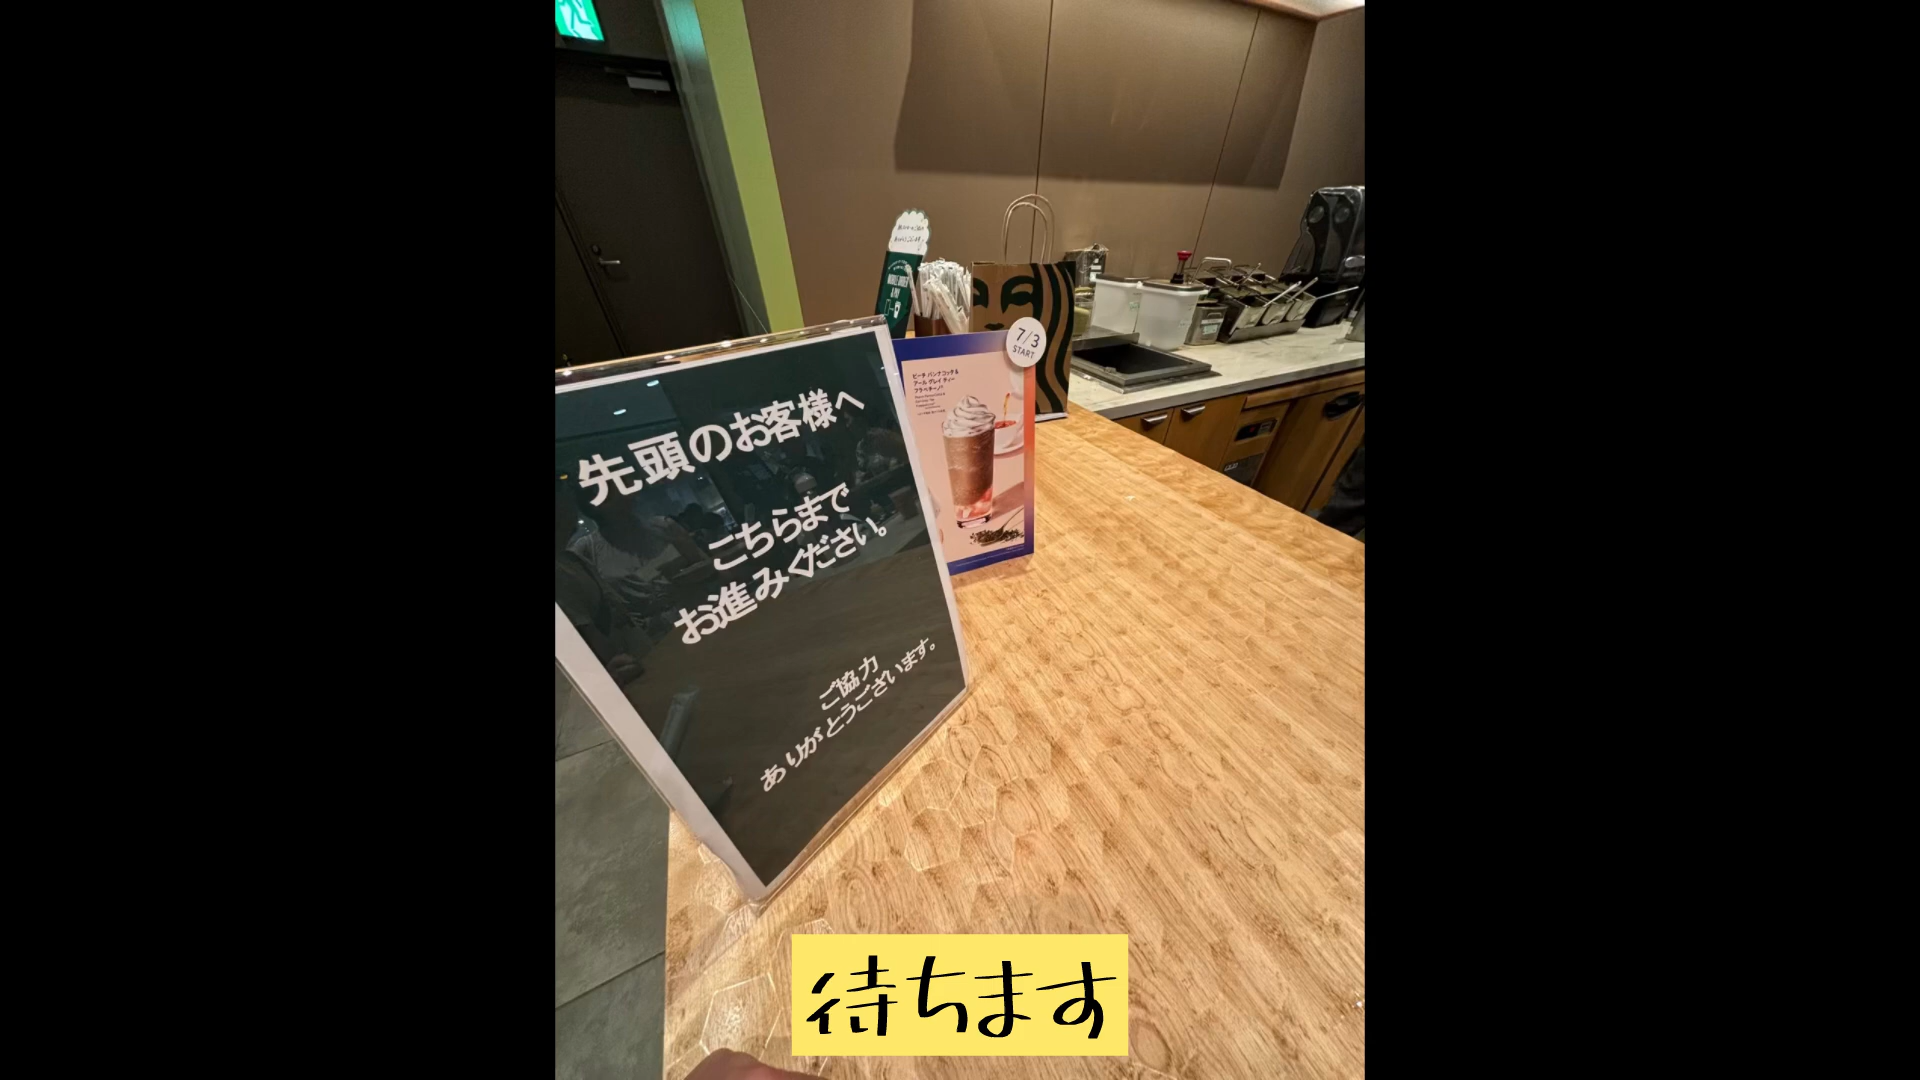 先頭のお客様へ
こちらまで
お進みください。
ご協力
ありがとうございます。
7/3
START
ピーチ パンナコッタ &
アール グレイ ティー
フラペチーノ®
MOBILE ORDER
& PAY
待ちます